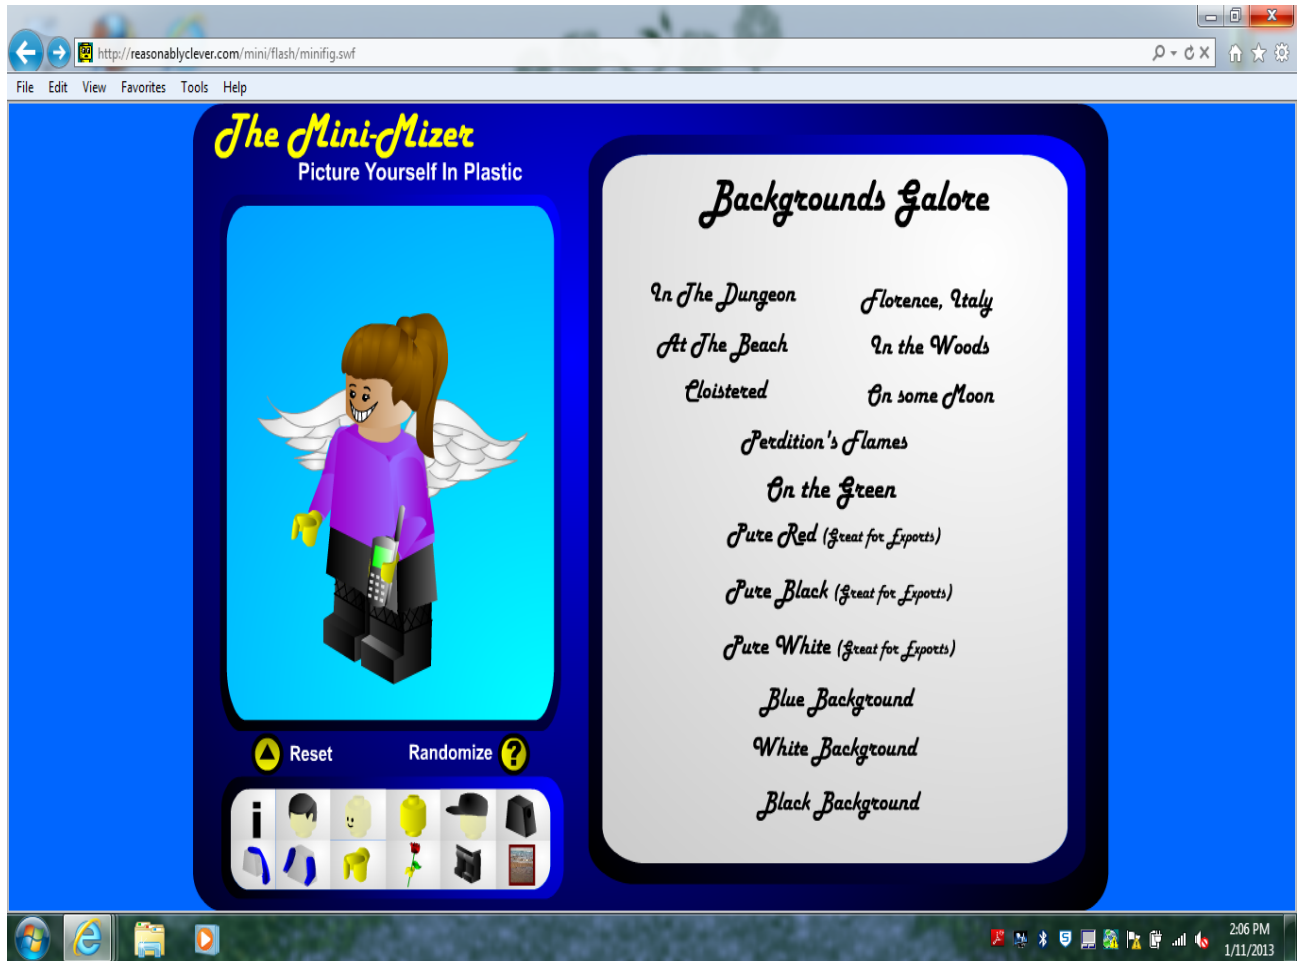 http://reasonablyclever.com/mini/flash/minifig.swf
File Edit View Favorites Tools Help
The Mini-Mizer
Picture Yourself In Plastic
Backgrounds Galore
In The Dungeon
Florence, Italy
At The Beach
In the Woods
Cloistered
On some Moon
Perdition's Flames
On the Green
Pure Red (Great for Exports)
Pure Black (Great for Exports)
Pure White (Great for Exports)
Blue Background
White Background
Black Background
Reset
Randomize ?
i
2:06 PM
1/11/2013